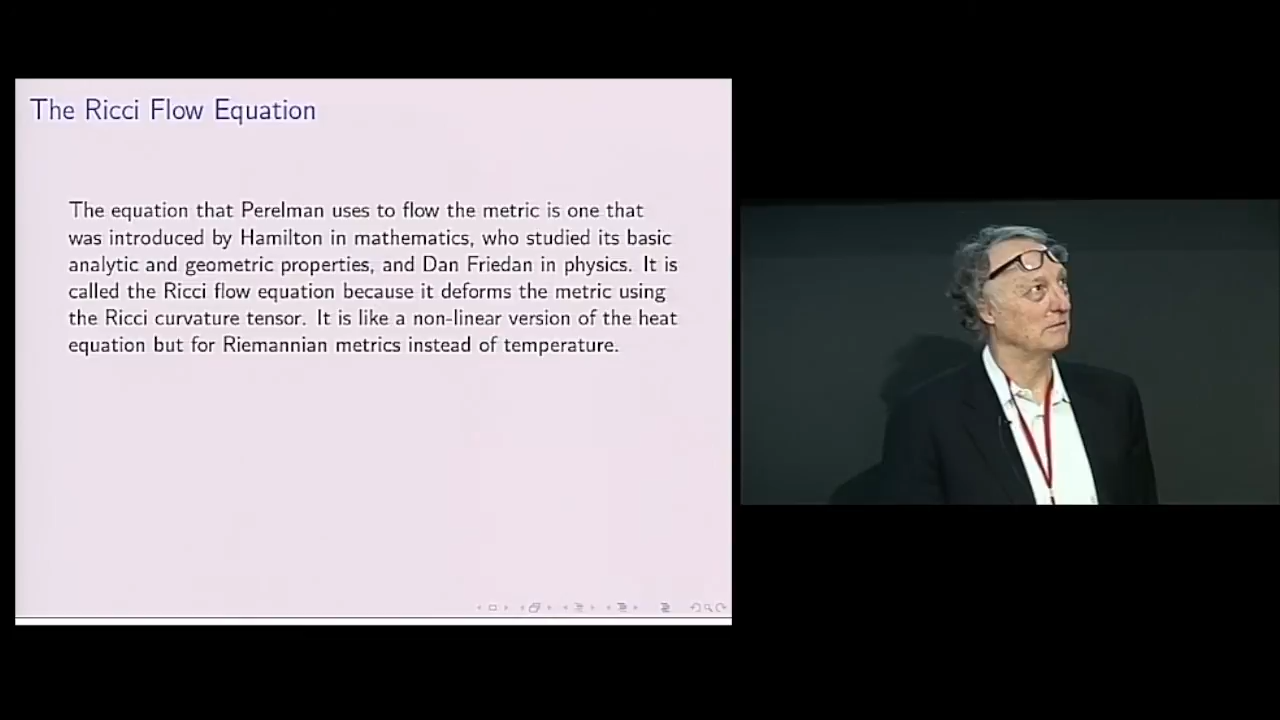 The Ricci Flow Equation
The equation that Perelman uses to flow the metric is one that
was introduced by Hamilton in mathematics, who studied its basic
analytic and geometric properties, and Dan Friedan in physics. It is
called the Ricci flow equation because it deforms the metric using
the Ricci curvature tensor. It is like a non-linear version of the heat
equation but for Riemannian metrics instead of temperature.